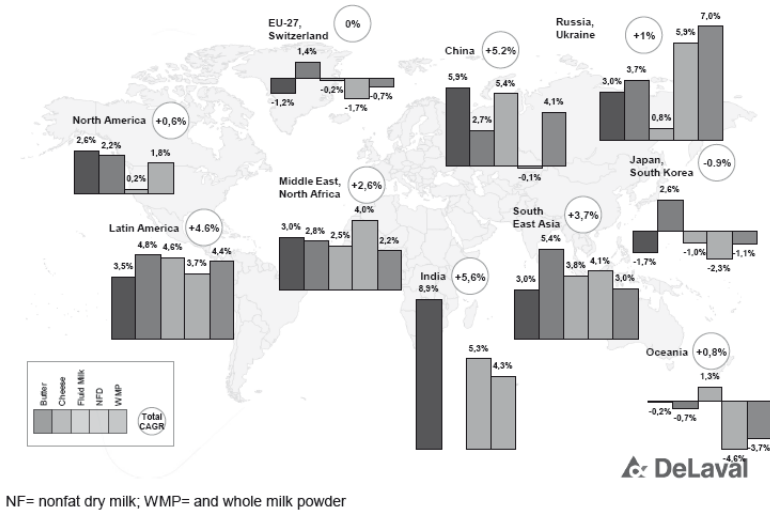 EU-27,
Switzerland
0%
1,4%
-1,2%
-0,2%
-1,7%
-0,7%
China
+5.2%
5,9%
2,7%
5,4%
-0,1%
4,1%
Russia,
Ukraine
+1%
3,0%
3,7%
0,8%
5,9%
7,0%
North America
+0,6%
2,6%
2,2%
0,2%
1,8%
Middle East,
North Africa
+2,6%
3,0%
2,8%
2,5%
4,0%
2,2%
Japan,
South Korea
-0.9%
-1,7%
2,6%
-1,0%
-2,3%
-1,1%
Latin America
+4.6%
3,5%
4,8%
4,6%
3,7%
4,4%
South
East Asia
+3,7%
3,0%
5,4%
3,8%
4,1%
3,0%
India
+5,6%
8,9%
5,3%
4,3%
Oceania
+0,8%
-0,2%
-0,7%
1,3%
-4,6%
-3,7%
Butter
Cheese
Fluid Milk
NFD
WMP
Total
CAGR
DeLaval
NF= nonfat dry milk; WMP= and whole milk powder